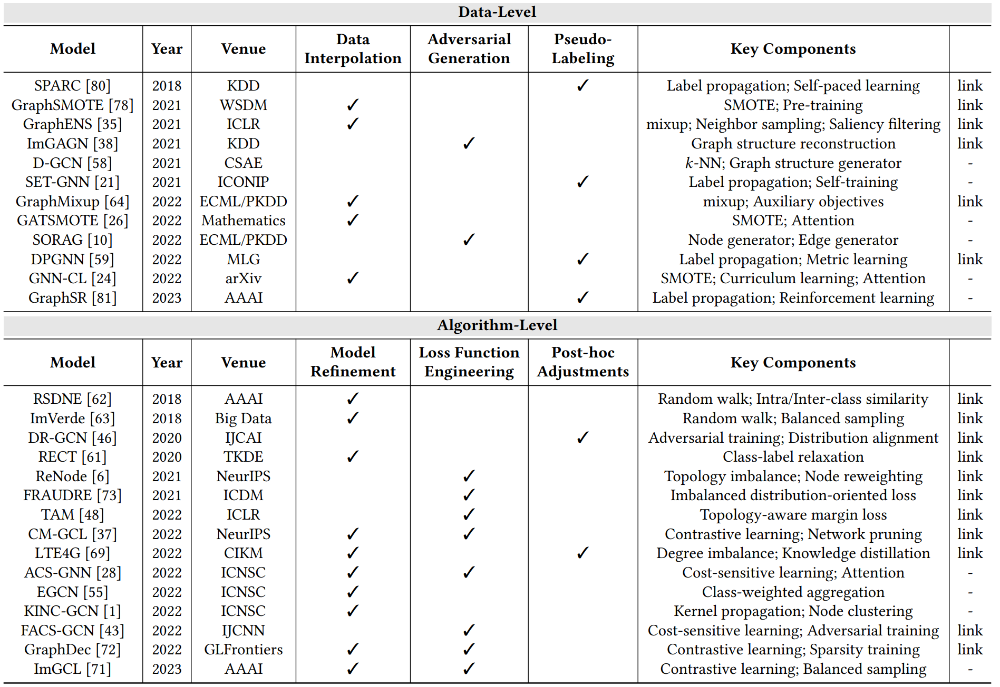 Data-Level
Model Year Venue Data Interpolation Adversarial Generation Pseudo-Labeling Key Components
SPARC [80] 2018 KDD ✓ Label propagation; Self-paced learning link
GraphSMOTE [78] 2021 WSDM ✓ SMOTE; Pre-training link
GraphENS [35] 2021 ICLR ✓ mixup; Neighbor sampling; Saliency filtering link
ImGAGN [38] 2021 KDD ✓ Graph structure reconstruction link
D-GCN [58] 2021 CSAE k-NN; Graph structure generator -
SET-GNN [21] 2021 ICONIP ✓ Label propagation; Self-training -
GraphMixup [64] 2022 ECML/PKDD ✓ mixup; Auxiliary objectives link
GATSMOTE [26] 2022 Mathematics ✓ SMOTE; Attention -
SORAG [10] 2022 ECML/PKDD ✓ Node generator; Edge generator -
DPGNN [59] 2022 MLG ✓ Label propagation; Metric learning link
GNN-CL [24] 2022 arXiv ✓ SMOTE; Curriculum learning; Attention -
GraphSR [81] 2023 AAAI ✓ Label propagation; Reinforcement learning -
Algorithm-Level
Model Year Venue Model Refinement Loss Function Engineering Post-hoc Adjustments Key Components
RSDNE [62] 2018 AAAI ✓ Random walk; Intra/Inter-class similarity link
ImVerde [63] 2018 Big Data ✓ Random walk; Balanced sampling link
DR-GCN [46] 2020 IJCAI ✓ Adversarial training; Distribution alignment link
RECT [61] 2020 TKDE ✓ Class-label relaxation link
ReNode [6] 2021 NeurIPS ✓ Topology imbalance; Node reweighting link
FRAUDRE [73] 2021 ICDM ✓ Imbalanced distribution-oriented loss link
TAM [48] 2022 ICLR ✓ Topology-aware margin loss link
CM-GCL [37] 2022 NeurIPS ✓ ✓ Contrastive learning; Network pruning link
LTE4G [69] 2022 CIKM ✓ ✓ Degree imbalance; Knowledge distillation link
ACS-GNN [28] 2022 ICNSC ✓ ✓ Cost-sensitive learning; Attention -
EGCN [55] 2022 ICNSC ✓ Class-weighted aggregation -
KINC-GCN [1] 2022 ICNSC ✓ Kernel propagation; Node clustering -
FACS-GCN [43] 2022 IJCNN ✓ Cost-sensitive learning; Adversarial training link
GraphDec [72] 2022 GLFrontiers ✓ ✓ Contrastive learning; Sparsity training link
ImGCL [71] 2023 AAAI ✓ ✓ Contrastive learning; Balanced sampling -